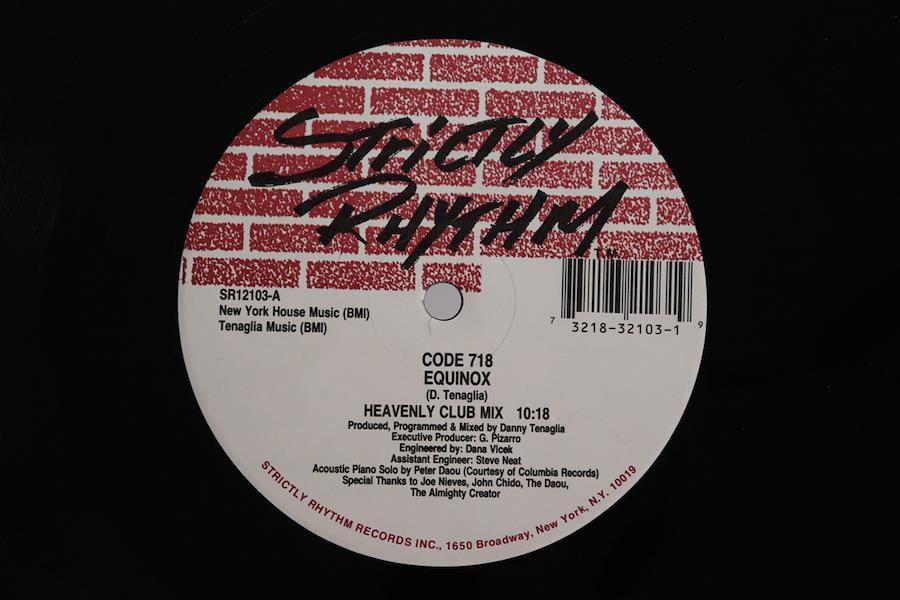 STRICTLY
RHYTHM
TM
SR12103-A
New York House Music (BMI)
Tenaglia Music (BMI)
7 3218-32103-1 9
CODE 718
EQUINOX
(D. Tenaglia)
HEAVENLY CLUB MIX 10:18
Produced, Programmed & Mixed by Danny Tenaglia
Executive Producer: G. Pizarro
Engineered by: Dana Vlcek
Assistant Engineer: Steve Neat
Acoustic Piano Solo by Peter Daou (Courtesy of Columbia Records)
Special Thanks to Joe Nieves, John Chido, The Daou,
The Almighty Creator
STRICTLY RHYTHM RECORDS INC., 1650 Broadway, New York, N.Y. 10019